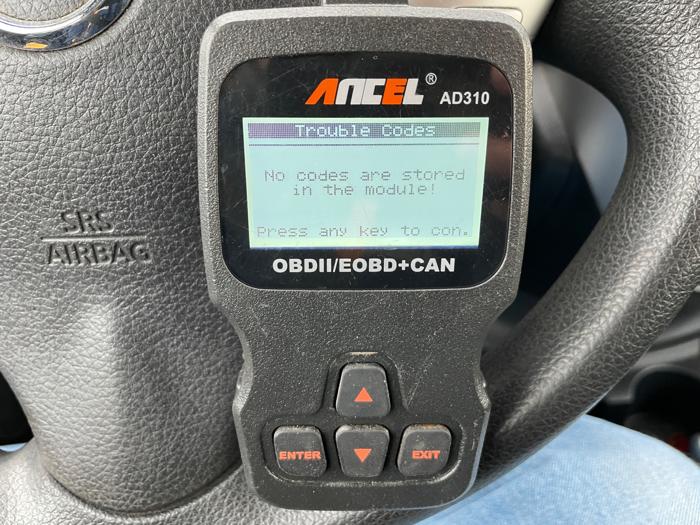 ANCEL® AD310
Trouble Codes
No codes are stored
in the module!
Press any key to con.
OBDII/EOBD+CAN
SRS
AIRBAG
ENTER
EXIT